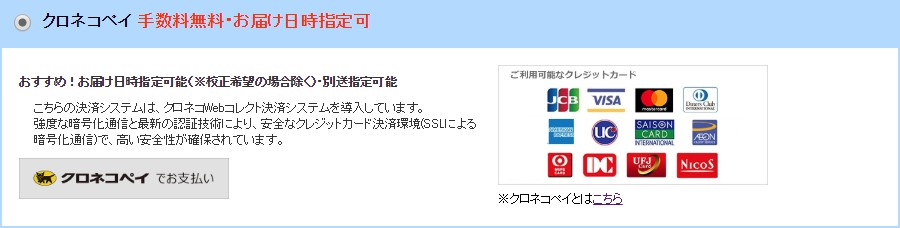 クロネコペイ 手数料無料・お届け日時指定可
おすすめ！お届け日時指定可能（※校正希望の場合除く）・別送指定可能
こちらの決済システムは、クロネコWebコレクト決済システムを導入しています。
強度な暗号化通信と最新の認証技術により、安全なクレジットカード決済環境(SSLによる
暗号化通信)で、高い安全性が確保されています。
クロネコペイ でお支払い
ご利用可能なクレジットカード
JCB VISA mastercard Diners Club INTERNATIONAL
AMERICAN EXPRESS UC SAISON CARD INTERNATIONAL AEON
DC UFJ Card NICOS
※クロネコペイとはこちら